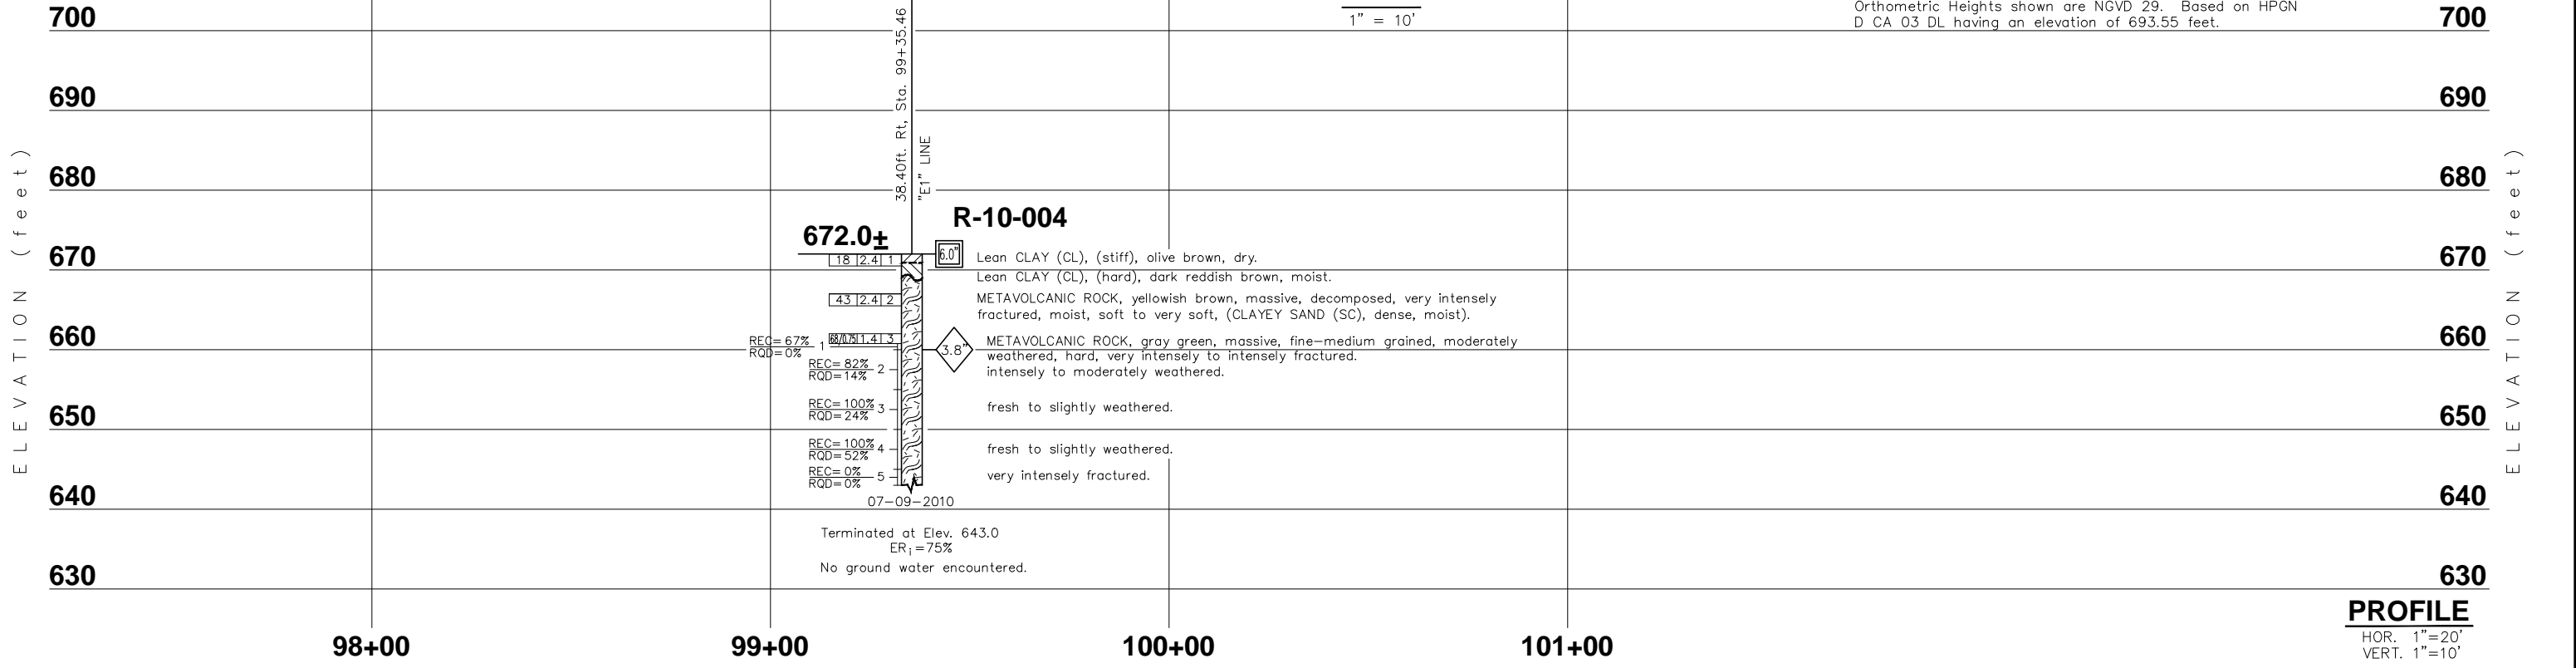 1" = 10'
Orthometric Heights shown are NGVD 29. Based on HPGN
D CA 03 DL having an elevation of 693.55 feet.
700
700
690
690
680
680
670
670
660
660
650
650
640
640
630
630
ELEVATION (feet)
ELEVATION (feet)
38.40ft. Rt, Sta. 99+35.46
"E1" LINE
R-10-004
672.0±
6.0"
18 2.4 1
Lean CLAY (CL), (stiff), olive brown, dry.
Lean CLAY (CL), (hard), dark reddish brown, moist.
43 2.4 2
METAVOLCANIC ROCK, yellowish brown, massive, decomposed, very intensely
fractured, moist, soft to very soft, (CLAYEY SAND (SC), dense, moist).
1.4 3
REC=67%
RQD=0%
1
3.8"
METAVOLCANIC ROCK, gray green, massive, fine-medium grained, moderately
weathered, hard, very intensely to intensely fractured.
intensely to moderately weathered.
REC=82%
RQD=14%
2
REC=100%
RQD=24%
3
fresh to slightly weathered.
REC=100%
RQD=52%
4
fresh to slightly weathered.
REC=0%
RQD=0%
5
very intensely fractured.
07-09-2010
Terminated at Elev. 643.0
ERi=75%
No ground water encountered.
98+00
99+00
100+00
101+00
PROFILE
HOR. 1"=20'
VERT. 1"=10'